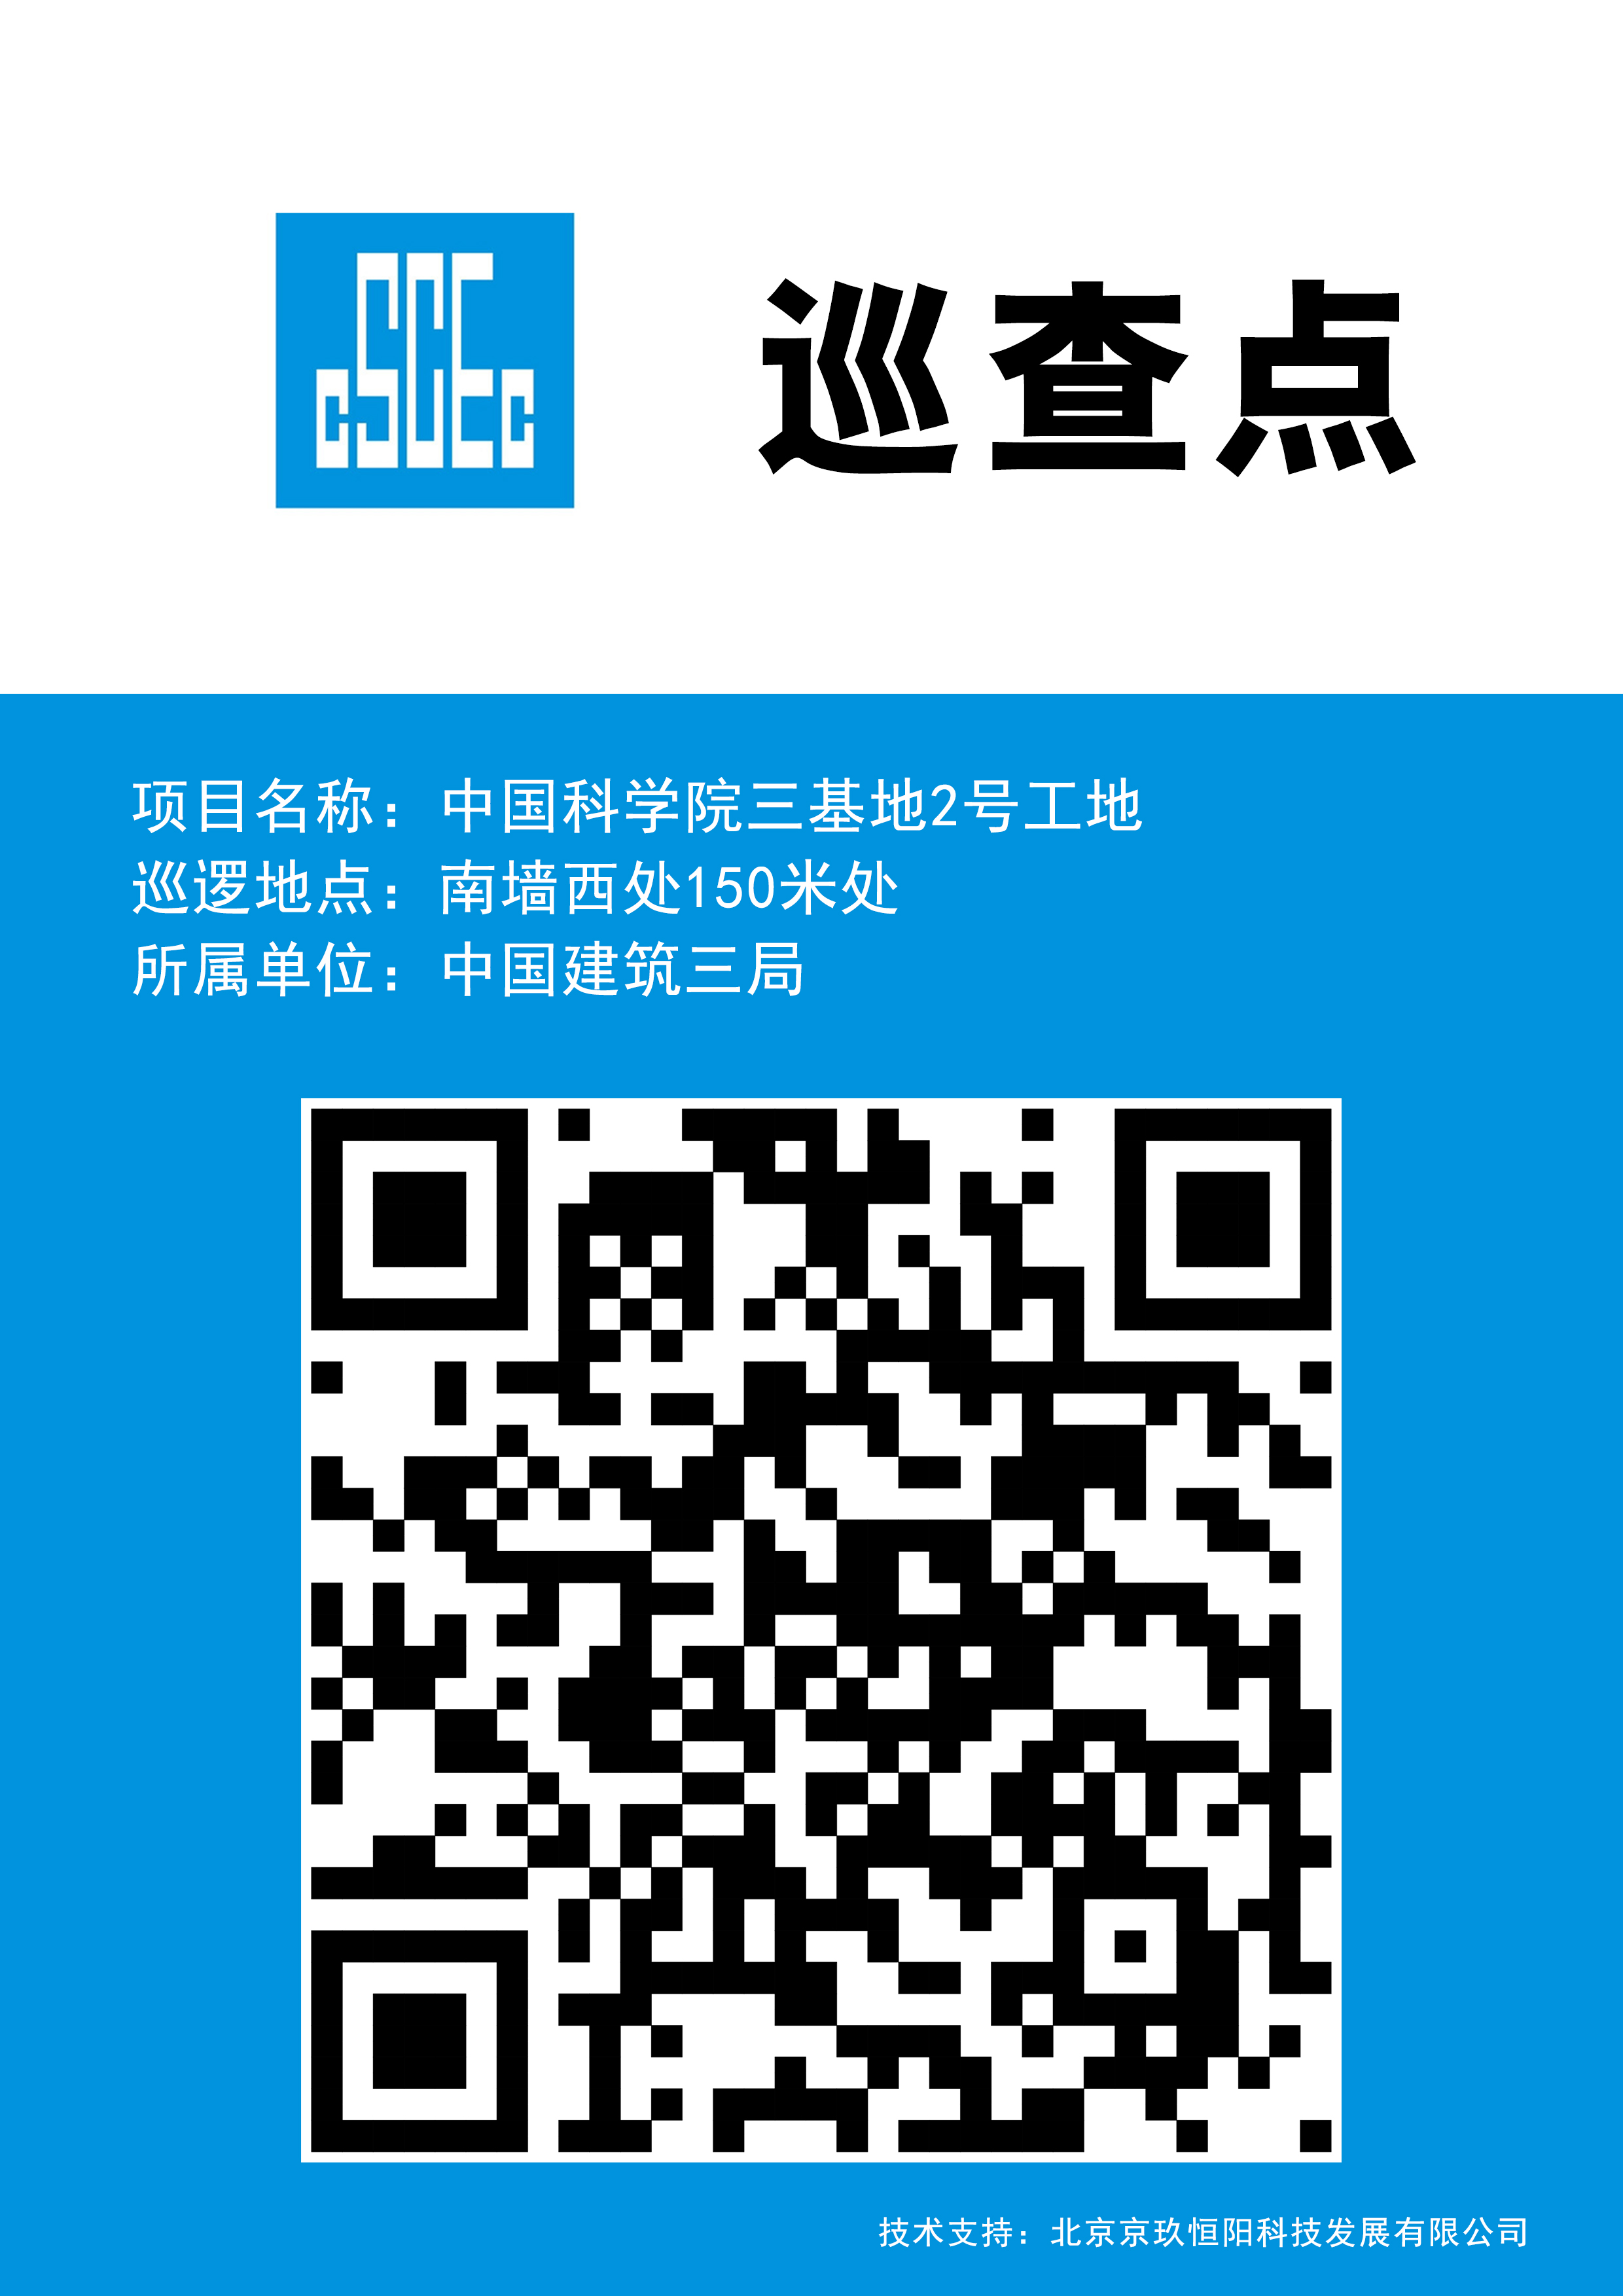 cSCEc
巡查点
项目名称：中国科学院三基地2号工地
巡逻地点：南墙西处150米处
所属单位：中国建筑三局
技术支持：北京京玖恒阳科技发展有限公司